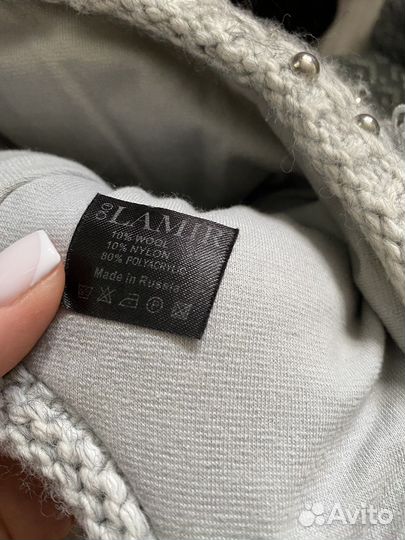 LAMIR
10% WOOL
10% NYLON
80% POLYACRYLIC
Made in Russia
Avito